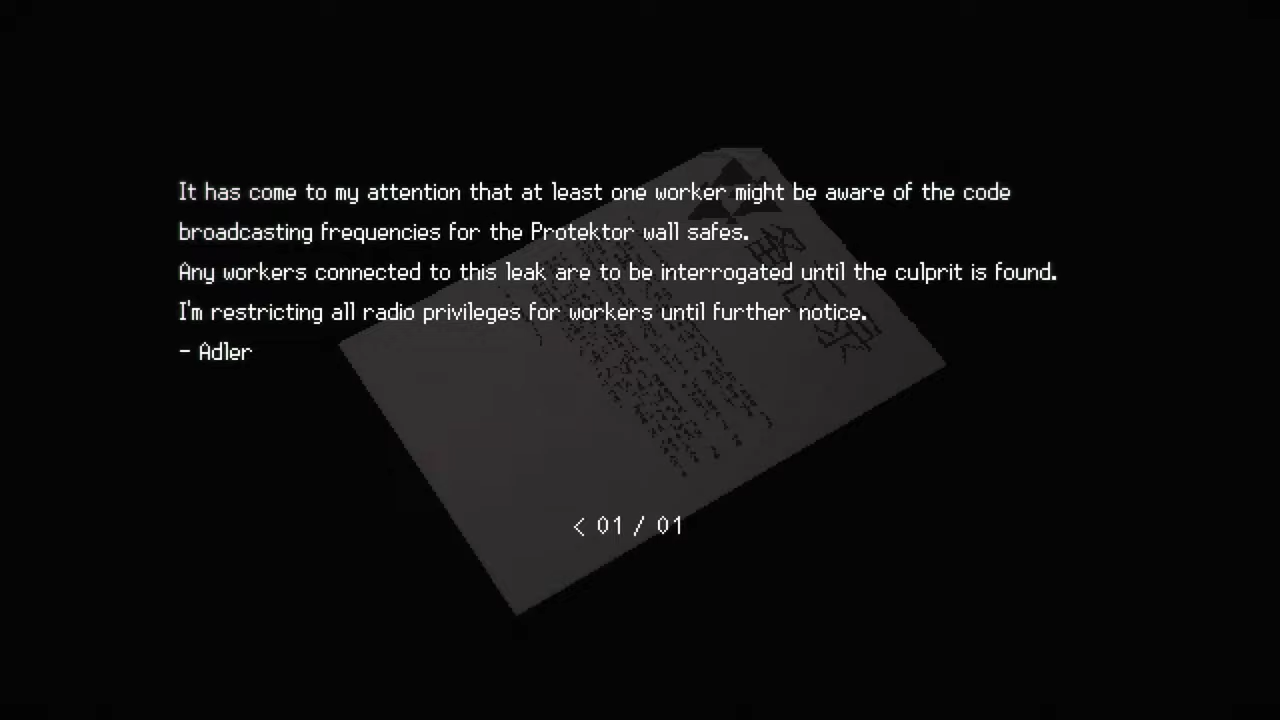 It has come to my attention that at least one worker might be aware of the code
broadcasting frequencies for the Protektor wall safes.
Any workers connected to this leak are to be interrogated until the culprit is found.
I'm restricting all radio privileges for workers until further notice.
- Adler
< 01 / 01